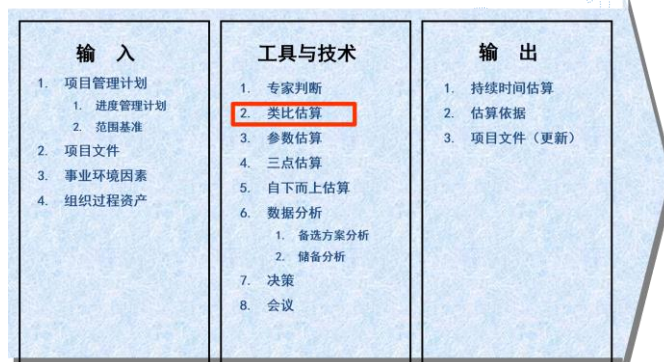 输 入
1. 项目管理计划
1. 进度管理计划
2. 范围基准
2. 项目文件
3. 事业环境因素
4. 组织过程资产
工具与技术
1. 专家判断
2. 类比估算
3. 参数估算
4. 三点估算
5. 自下而上估算
6. 数据分析
1. 备选方案分析
2. 储备分析
7. 决策
8. 会议
输 出
1. 持续时间估算
2. 估算依据
3. 项目文件（更新）